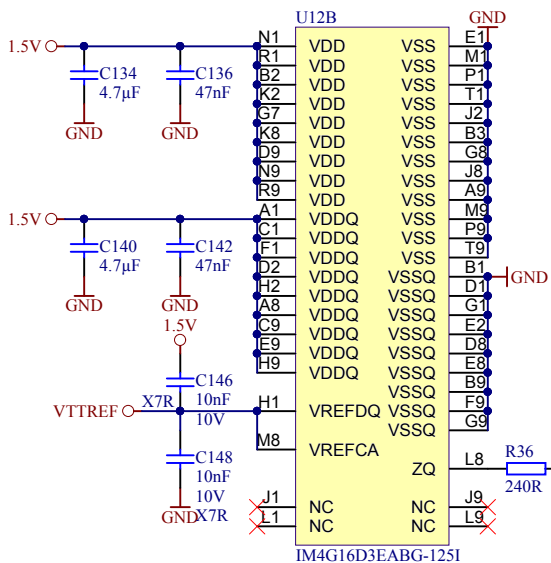 U12B
GND
1.5V
C134
4.7µF
GND
C136
47nF
GND
N1 VDD VSS E1
R1 VDD VSS M1
B2 VDD VSS P1
K2 VDD VSS T1
G7 VDD VSS J2
K8 VDD VSS B3
D9 VDD VSS G8
N9 VDD VSS J8
R9 VDD VSS A9
1.5V
C140
4.7µF
GND
C142
47nF
GND
A1 VDDQ VSS M9
C1 VDDQ VSS P9
F1 VDDQ VSS T9
D2 VDDQ VSSQ B1 GND
H2 VDDQ VSSQ D1
A8 VDDQ VSSQ G1
C9 VDDQ VSSQ E2
E9 VDDQ VSSQ D8
H9 VDDQ VSSQ E8
VSSQ B9
VSSQ F9
VSSQ G9
1.5V
C146
10nF
10V
X7R
VTTREF
H1 VREFDQ
M8 VREFCA
C148
10nF
10V
X7R
GND
ZQ L8
R36
240R
J1 NC NC J9
L1 NC NC L9
IM4G16D3EABG-125I